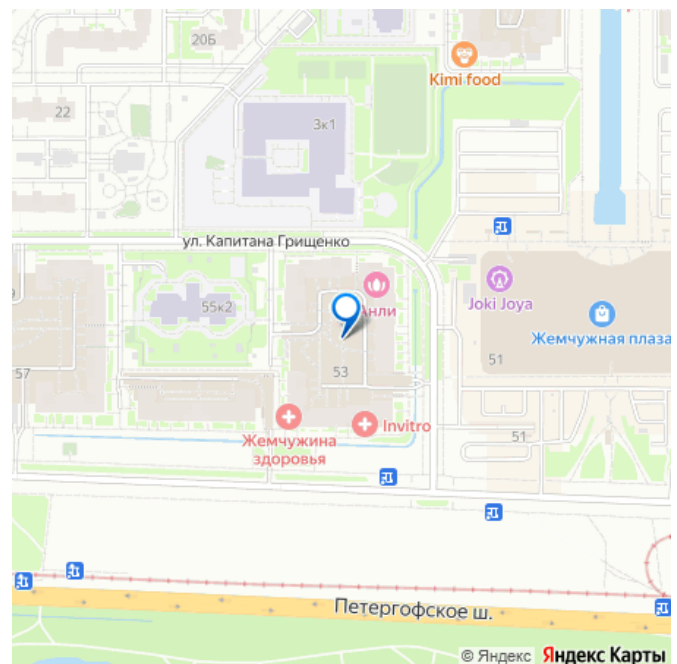 20Б
Kimi food
22
3к1
ул. Капитана Грищенко
Joki Joya
Анли
55к2
Жемчужная плаза
51
57
53
Invitro
Жемчужина
здоровья
51
Петергофское ш.
© Яндекс Яндекс Карты